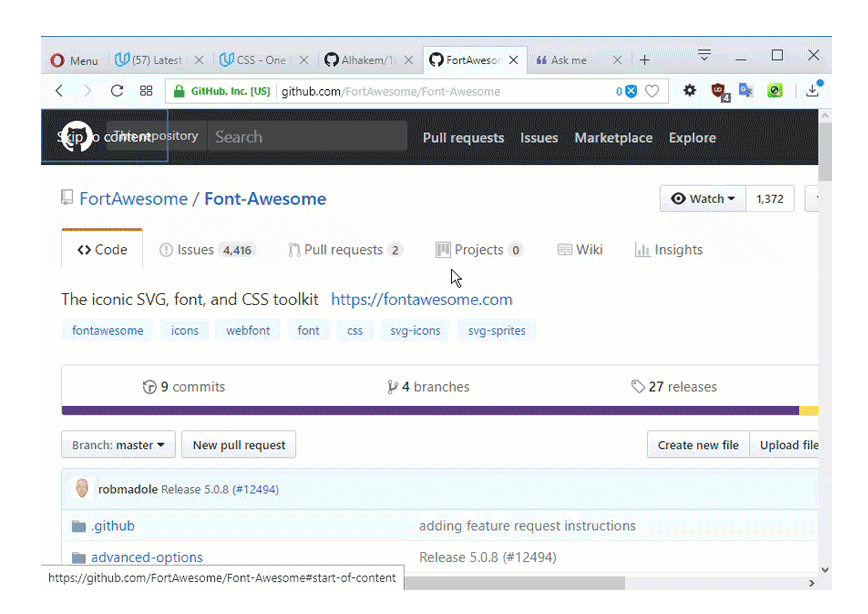 Menu (57) Latest CSS - One Alhakem/1 FortAwesor Ask me
GitHub, Inc. [US] github.com/FortAwesome/Font-Awesome 0
4
Skip to content This repository Search Pull requests Issues Marketplace Explore
FortAwesome / Font-Awesome Watch 1,372
Code Issues 4,416 Pull requests 2 Projects 0 Wiki Insights
The iconic SVG, font, and CSS toolkit https://fontawesome.com
fontawesome icons webfont font css svg-icons svg-sprites
9 commits 4 branches 27 releases
Branch: master New pull request Create new file Upload file
robmadole Release 5.0.8 (#12494)
.github adding feature request instructions
advanced-options Release 5.0.8 (#12494)
https://github.com/FortAwesome/Font-Awesome#start-of-content